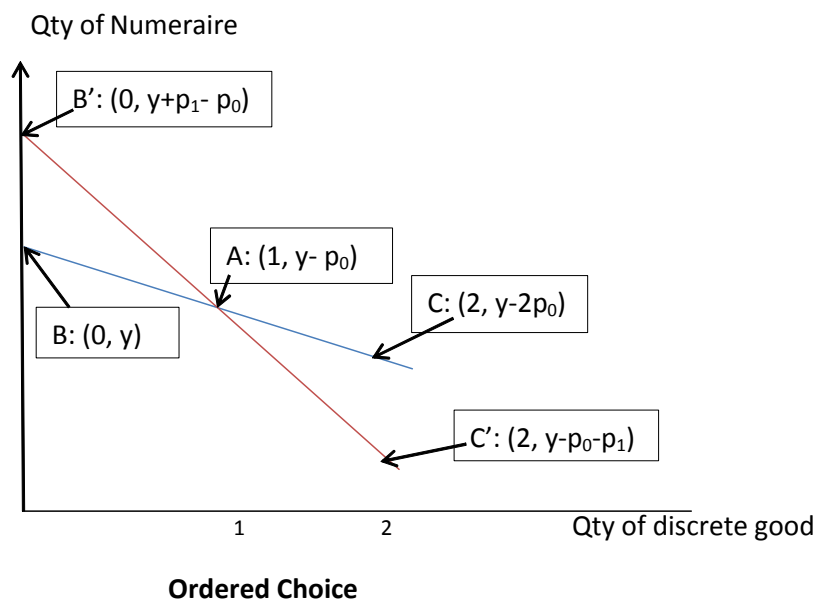 Qty of Numeraire
B’: (0, y+p₁- p₀)
A: (1, y- p₀)
C: (2, y-2p₀)
B: (0, y)
C’: (2, y-p₀-p₁)
1
2
Qty of discrete good
Ordered Choice